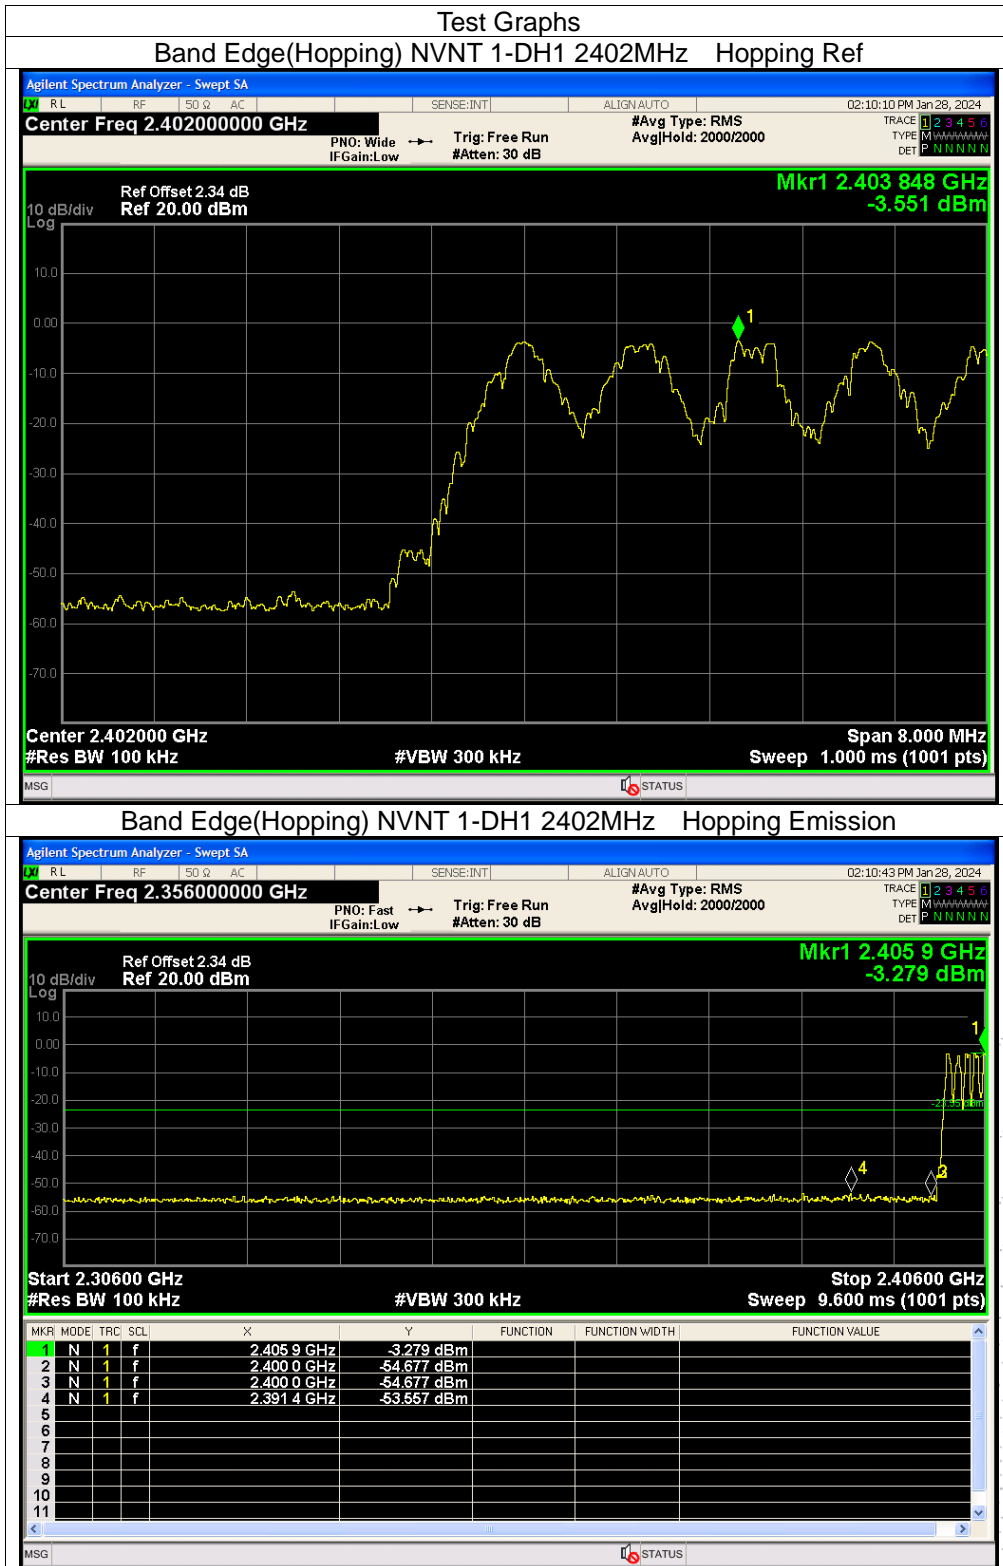 Test Graphs
Band Edge(Hopping) NVNT 1-DH1 2402MHz Hopping Ref
Agilent Spectrum Analyzer - Swept SA
LXI RL RF 50 Ω AC SENSE:INT ALIGN AUTO 02:10:10 PM Jan 28, 2024
Center Freq 2.402000000 GHz #Avg Type: RMS TRACE 1 2 3 4 5 6
PNO: Wide Trig: Free Run Avg|Hold: 2000/2000 TYPE M WWWWW
IFGain:Low #Atten: 30 dB DET P N N N N N
Mkr1 2.403 848 GHz
Ref Offset 2.34 dB
10 dB/div Ref 20.00 dBm -3.551 dBm
Log
10.0
1
0.00
-10.0
-20.0
-30.0
-40.0
-50.0
-60.0
-70.0
Center 2.402000 GHz Span 8.000 MHz
#Res BW 100 kHz #VBW 300 kHz Sweep 1.000 ms (1001 pts)
MSG STATUS
Band Edge(Hopping) NVNT 1-DH1 2402MHz Hopping Emission
Agilent Spectrum Analyzer - Swept SA
LXI RL RF 50 Ω AC SENSE:INT ALIGN AUTO 02:10:43 PM Jan 28, 2024
Center Freq 2.356000000 GHz #Avg Type: RMS TRACE 1 2 3 4 5 6
PNO: Fast Trig: Free Run Avg|Hold: 2000/2000 TYPE M WWWWW
IFGain:Low #Atten: 30 dB DET P N N N N N
Mkr1 2.405 9 GHz
Ref Offset 2.34 dB
10 dB/div Ref 20.00 dBm -3.279 dBm
Log
10.0
1
0.00
-10.0
-20.0
-30.0
-40.0
4
-50.0
-60.0
-70.0
Start 2.30600 GHz Stop 2.40600 GHz
#Res BW 100 kHz #VBW 300 kHz Sweep 9.600 ms (1001 pts)
MKR MODE TRC SCL X Y FUNCTION FUNCTION WIDTH FUNCTION VALUE
1 N 1 f 2.405 9 GHz -3.279 dBm
2 N 1 f 2.400 0 GHz -54.677 dBm
3 N 1 f 2.400 0 GHz -54.677 dBm
4 N 1 f 2.391 4 GHz -53.557 dBm
5
6
7
8
9
10
11
MSG STATUS